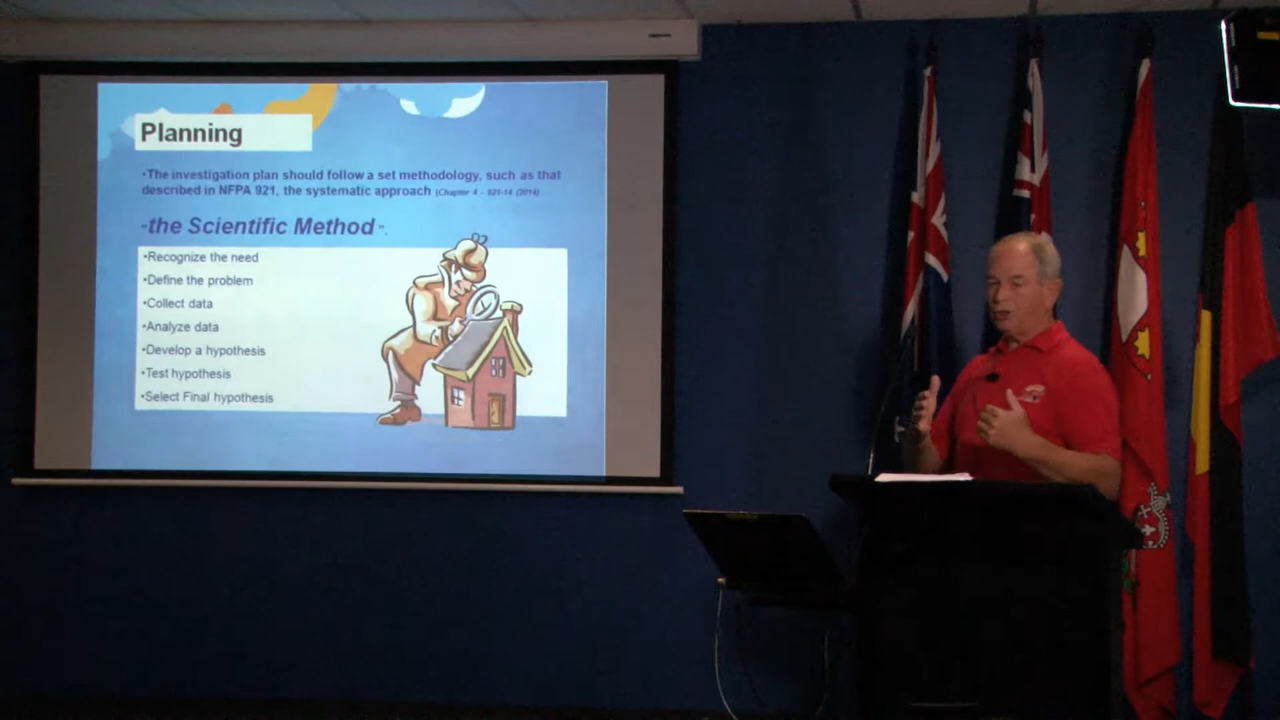 Planning
•The investigation plan should follow a set methodology, such as that
described in NFPA 921, the systematic approach (Chapter 4 - 921-14 (2014)
"the Scientific Method".
•Recognize the need
•Define the problem
•Collect data
•Analyze data
•Develop a hypothesis
•Test hypothesis
•Select Final hypothesis